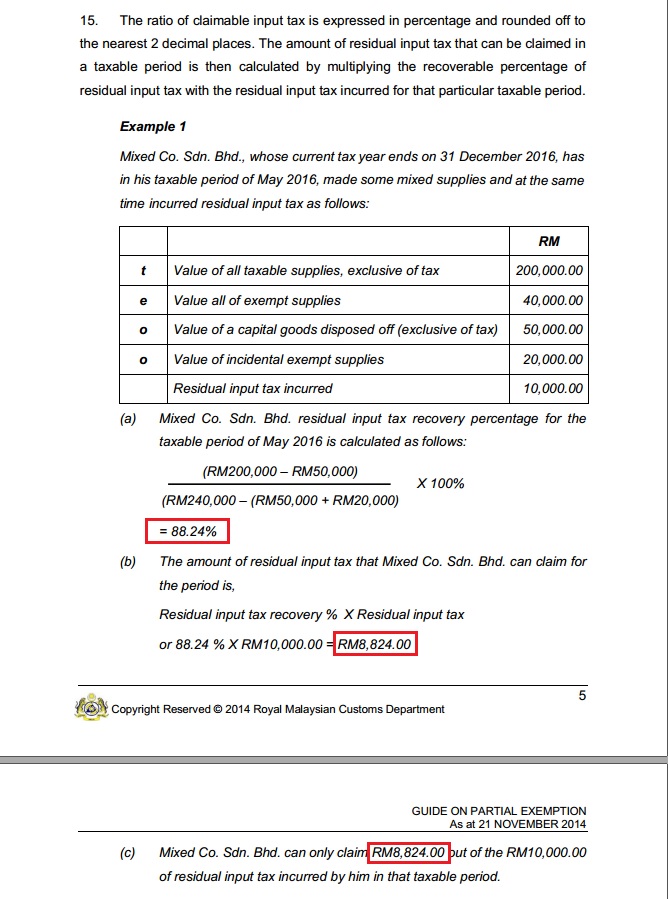 15. The ratio of claimable input tax is expressed in percentage and rounded off to
the nearest 2 decimal places. The amount of residual input tax that can be claimed in
a taxable period is then calculated by multiplying the recoverable percentage of
residual input tax with the residual input tax incurred for that particular taxable period.
Example 1
Mixed Co. Sdn. Bhd., whose current tax year ends on 31 December 2016, has
in his taxable period of May 2016, made some mixed supplies and at the same
time incurred residual input tax as follows:
RM
t Value of all taxable supplies, exclusive of tax 200,000.00
e Value all of exempt supplies 40,000.00
o Value of a capital goods disposed off (exclusive of tax) 50,000.00
o Value of incidental exempt supplies 20,000.00
Residual input tax incurred 10,000.00
(a) Mixed Co. Sdn. Bhd. residual input tax recovery percentage for the
taxable period of May 2016 is calculated as follows:
(RM200,000 – RM50,000)
X 100%
(RM240,000 – (RM50,000 + RM20,000)
= 88.24%
(b) The amount of residual input tax that Mixed Co. Sdn. Bhd. can claim for
the period is,
Residual input tax recovery % X Residual input tax
or 88.24 % X RM10,000.00 = RM8,824.00
5
Copyright Reserved © 2014 Royal Malaysian Customs Department
GUIDE ON PARTIAL EXEMPTION
As at 21 NOVEMBER 2014
(c) Mixed Co. Sdn. Bhd. can only claim RM8,824.00 out of the RM10,000.00
of residual input tax incurred by him in that taxable period.